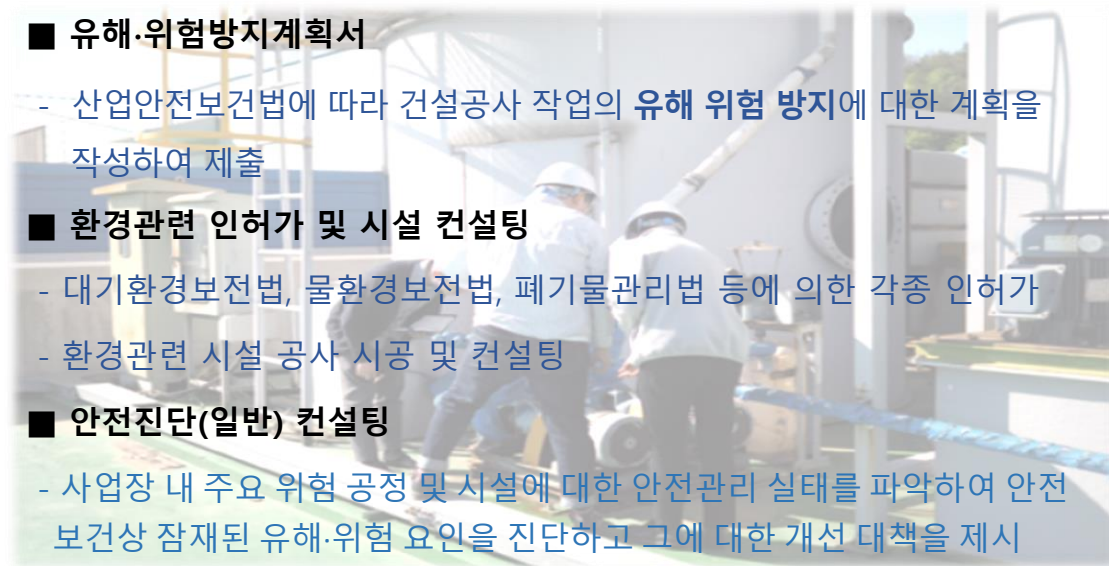 ■ 유해·위험방지계획서
- 산업안전보건법에 따라 건설공사 작업의 유해 위험 방지에 대한 계획을
작성하여 제출
■ 환경관련 인허가 및 시설 컨설팅
- 대기환경보전법, 물환경보전법, 폐기물관리법 등에 의한 각종 인허가
- 환경관련 시설 공사 시공 및 컨설팅
■ 안전진단(일반) 컨설팅
- 사업장 내 주요 위험 공정 및 시설에 대한 안전관리 실태를 파악하여 안전
보건상 잠재된 유해·위험 요인을 진단하고 그에 대한 개선 대책을 제시